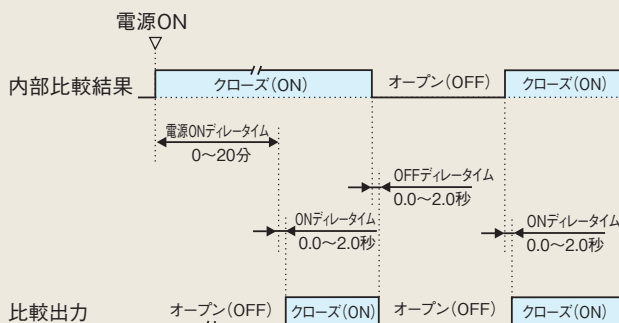 電源ON
内部比較結果
クローズ(ON)
オープン(OFF)
クローズ(ON)
電源ONディレータイム
0〜20分
OFFディレータイム
0.0〜2.0秒
ONディレータイム
0.0〜2.0秒
ONディレータイム
0.0〜2.0秒
比較出力
オープン(OFF)
クローズ(ON)
オープン(OFF)
クローズ(ON)